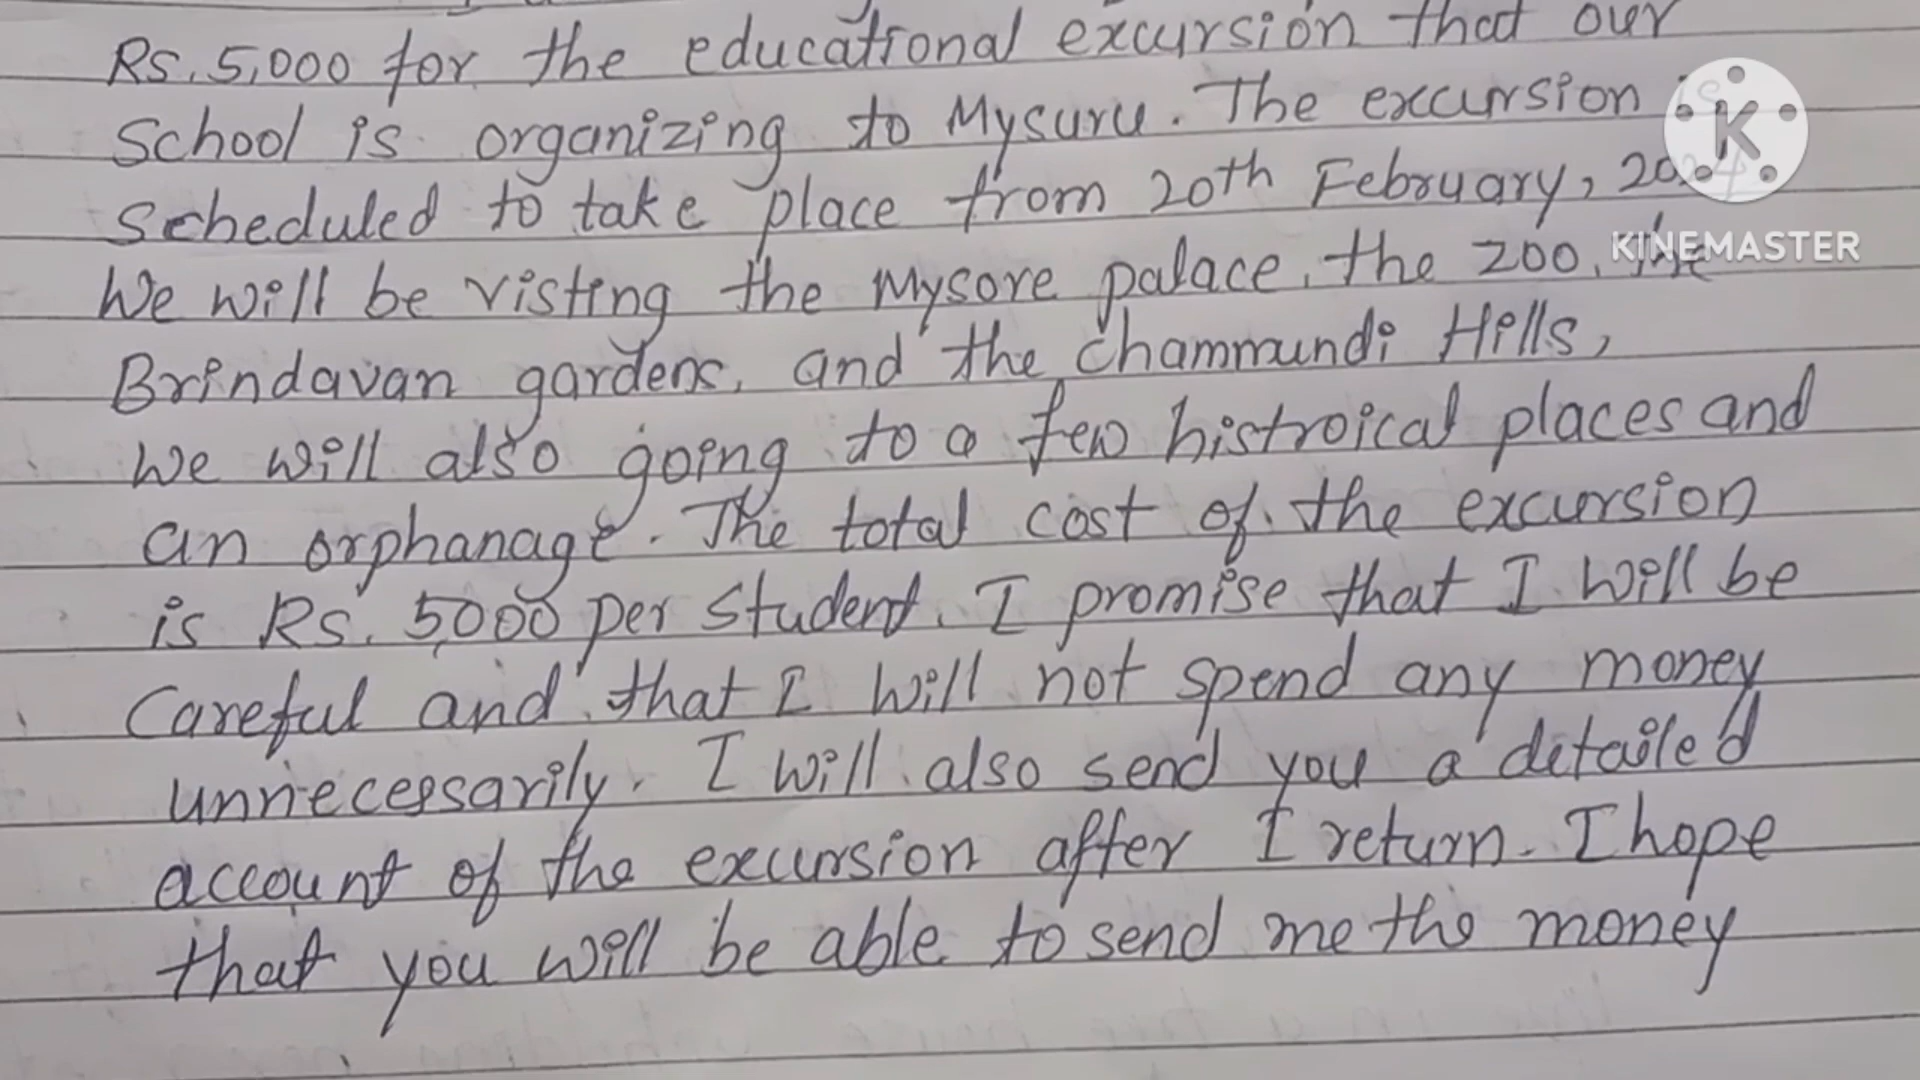 Rs. 5,000 for the educational excursion that our
School is organizing to Mysuru. The excursion is
Scheduled to take place from 20th February, 2024
We will be visting the Mysore palace, the zoo, the
KINEMASTER
Brindavan gardens, and the Chammundi Hills,
We will also going to a few histroical places and
an orphanage. The total cost of the excursion
is Rs. 5,000 per student. I promise that I will be
Careful and that I will not spend any money
unnecessarily. I will also send you a detailed
account of the excursion after I return. I hope
that you will be able to send me the money